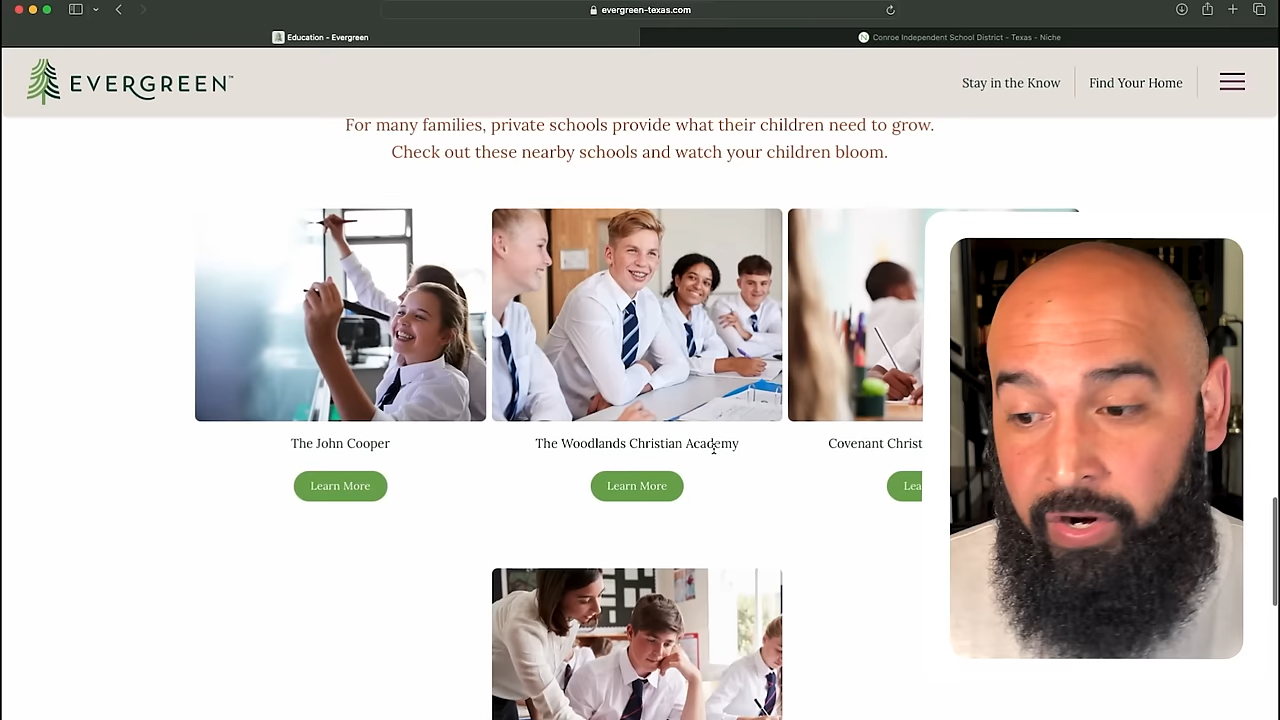 evergreen-texas.com
Education - Evergreen
Conroe Independent School District - Texas - Niche
EVERGREEN™
Stay in the Know
Find Your Home
For many families, private schools provide what their children need to grow.
Check out these nearby schools and watch your children bloom.
The John Cooper
The Woodlands Christian Academy
Covenant Christ
Learn More
Learn More
Lea